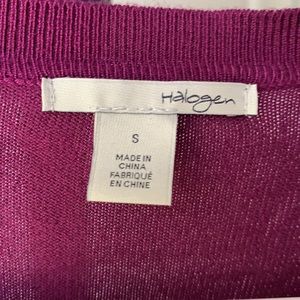 Halogen
S
MADE IN
CHINA
FABRIQUÉ
EN CHINE